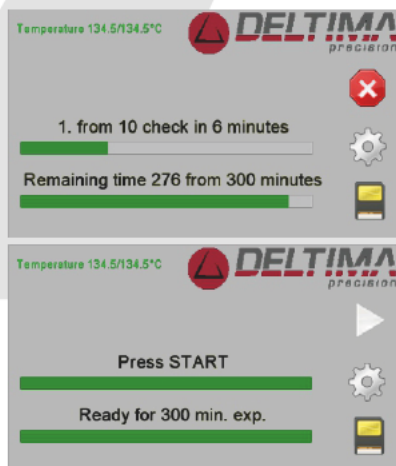 Temperature 134.5/134.5°C
DELTIMA
precision
1. from 10 check in 6 minutes
Remaining time 276 from 300 minutes
Temperature 134.5/134.5°C
DELTIMA
precision
Press START
Ready for 300 min. exp.